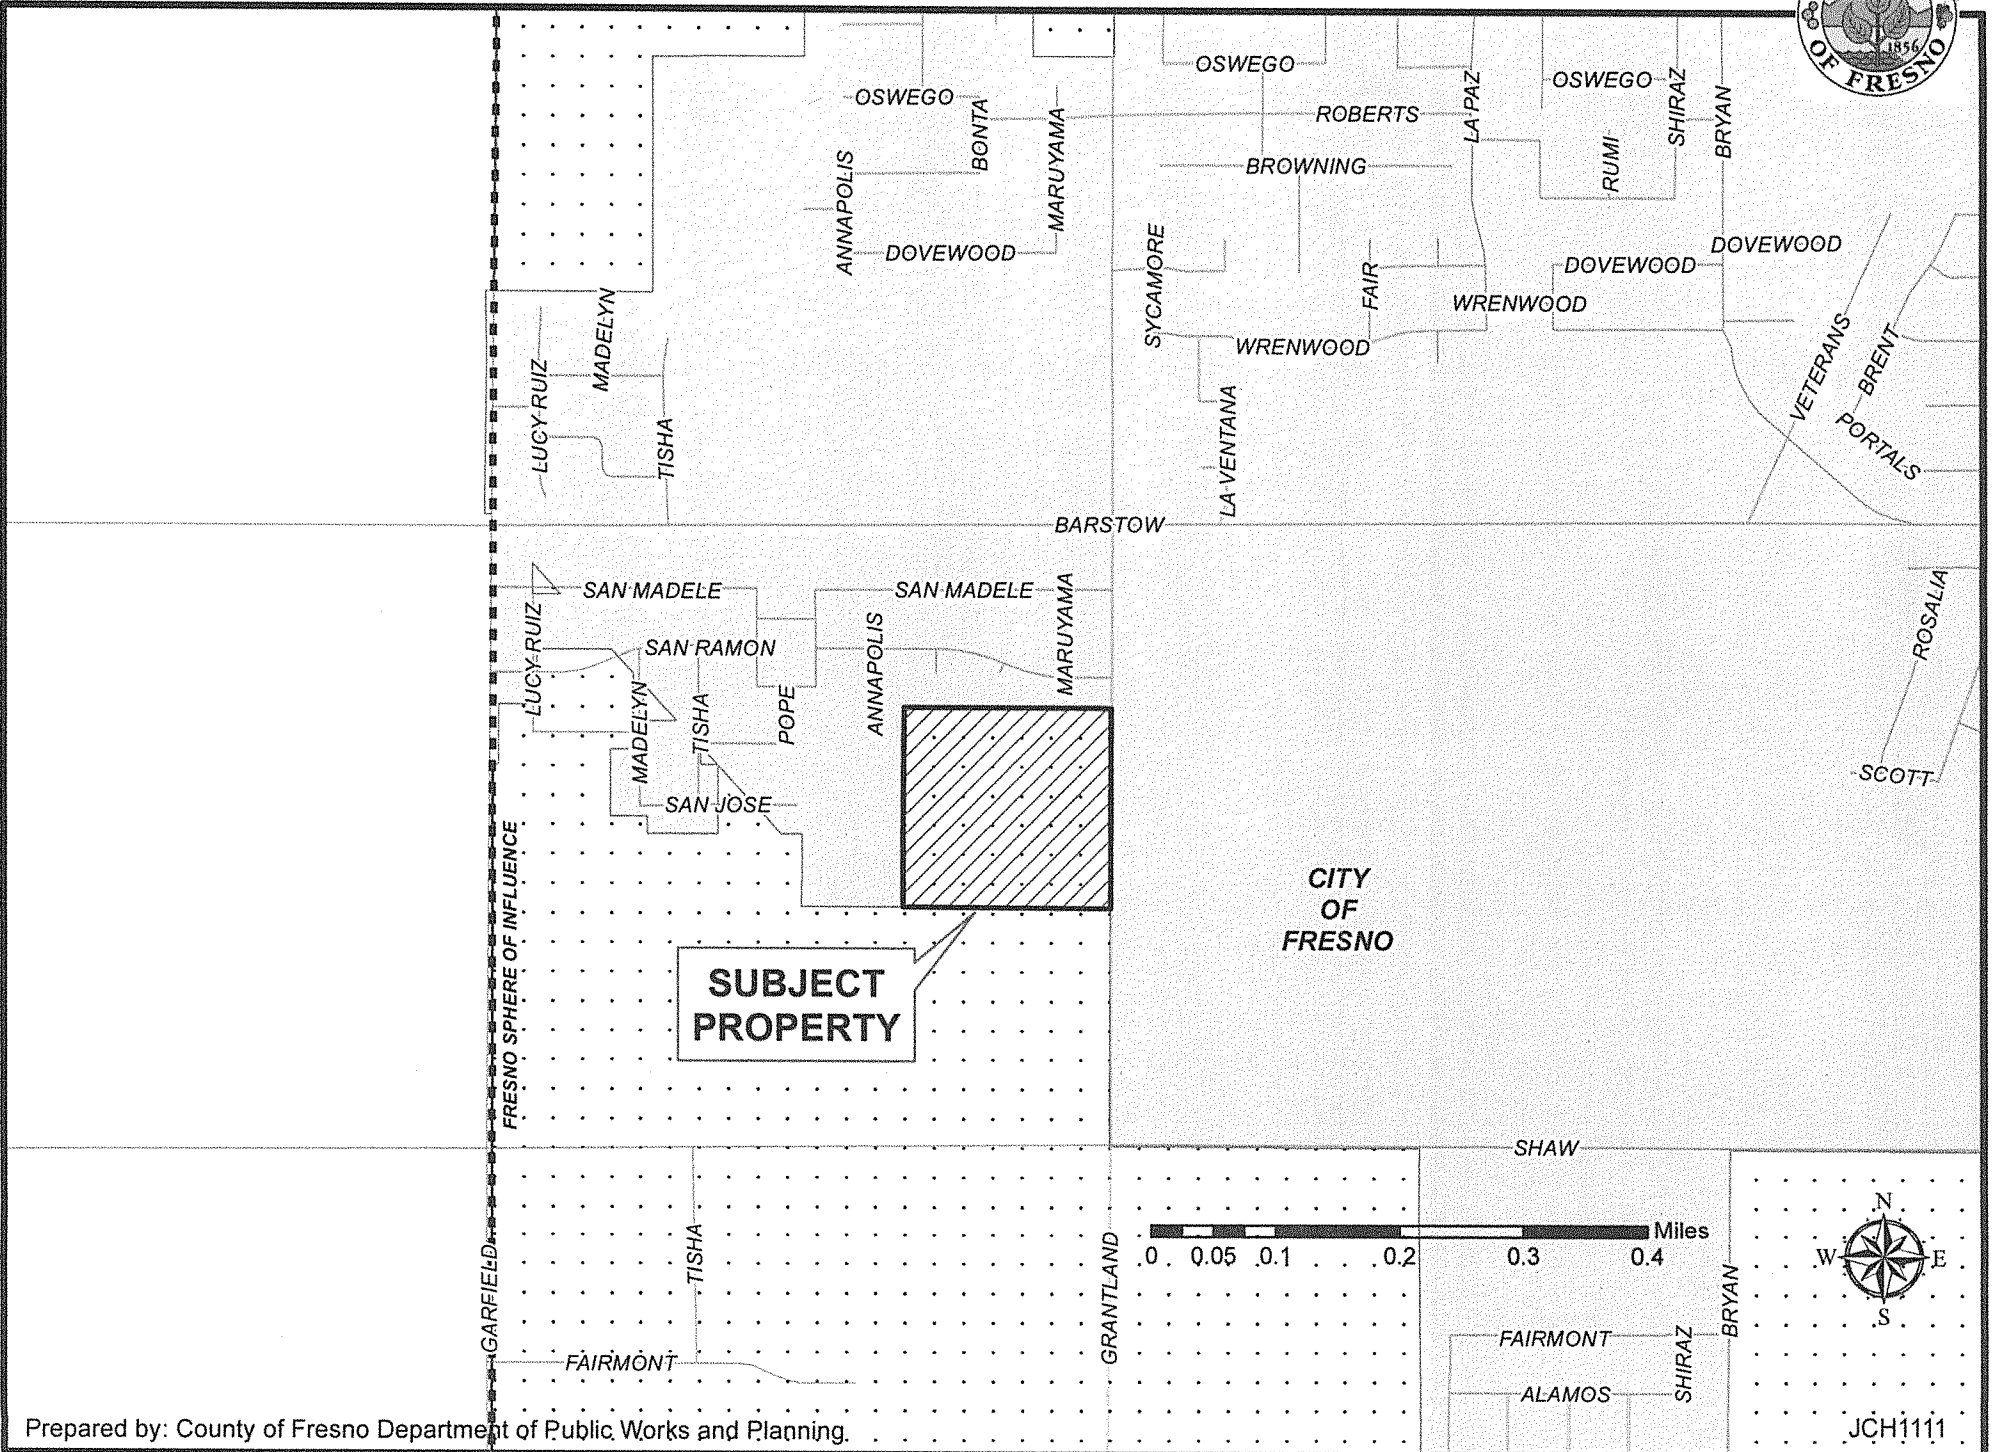 1856
OF FRESNO
OSWEGO
OSWEGO
OSWEGO
ROBERTS
BONTA
MARUYAMA
LA PAZ
SHIRAZ
BRYAN
BROWNING
RUMI
ANNAPOLIS
DOVEWOOD
SYCAMORE
FAIR
DOVEWOOD
DOVEWOOD
WRENWOOD
WRENWOOD
MADELYN
LUCY RUIZ
TISHA
LA VENTANA
VETERANS
BRENT
PORTALS
BARSTOW
SAN MADELE
SAN MADELE
LUCY RUIZ
SAN RAMON
ANNAPOLIS
MARUYAMA
ROSALIA
MADELYN
TISHA
POPE
SAN JOSE
SCOTT
FRESNO SPHERE OF INFLUENCE
CITY
OF
FRESNO
SUBJECT
PROPERTY
SHAW
Miles
0 0.05 0.1 0.2 0.3 0.4
N
W E
S
GARFIELD
TISHA
GRANTLAND
BRYAN
FAIRMONT
FAIRMONT
SHIRAZ
ALAMOS
Prepared by: County of Fresno Department of Public Works and Planning.
JCH1111